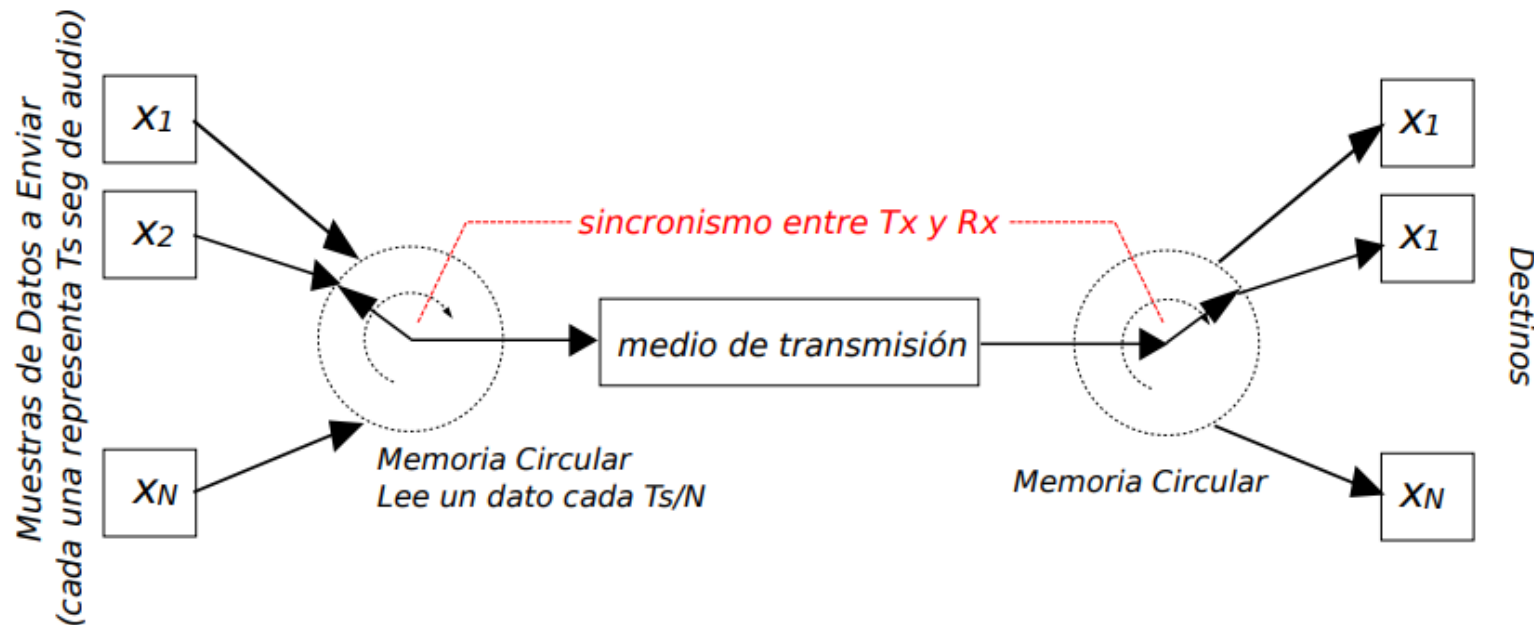 Muestras de Datos a Enviar
(cada una representa Ts seg de audio)
x1
x2
xN
sincronismo entre Tx y Rx
medio de transmisión
Memoria Circular
Lee un dato cada Ts/N
Memoria Circular
x1
x1
xN
Destinos